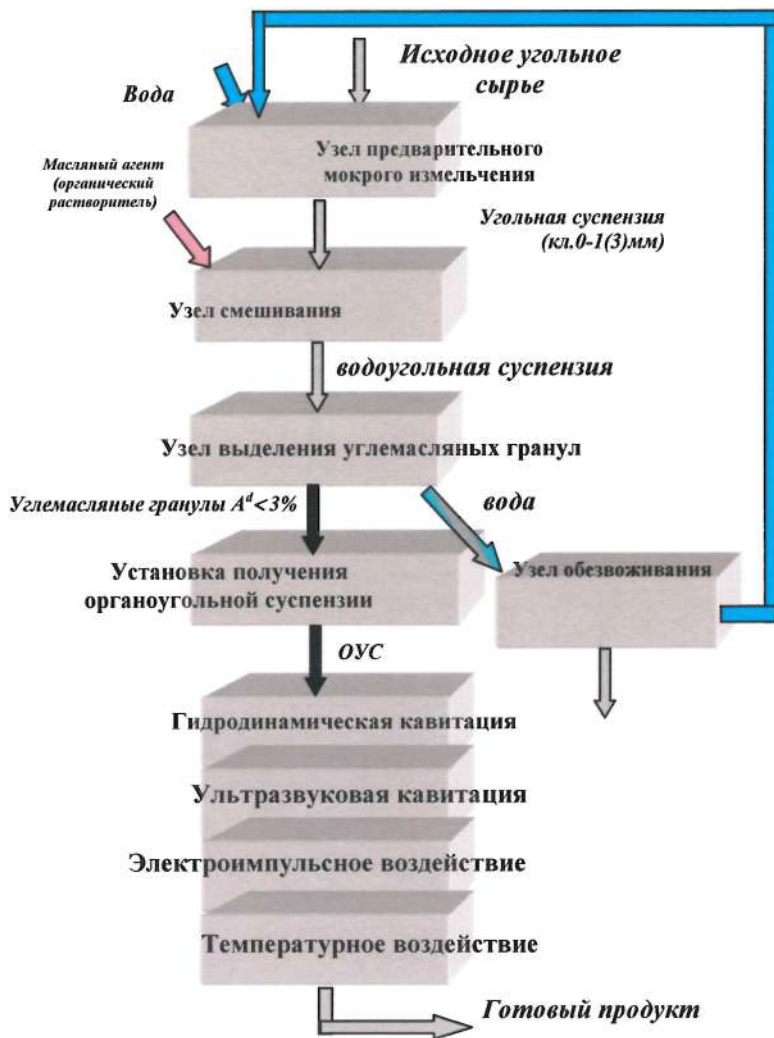 Исходное угольное
сырье
Вода
Узел предварительного
мокрого измельчения
Масляный агент
(органический
растворитель)
Угольная суспензия
(кл.0-1(3)мм)
Узел смешивания
водоугольная суспензия
Узел выделения углемасляных гранул
Углемасляные гранулы Aᵈ<3%
вода
Установка получения
органоугольной суспензии
Узел обезвоживания
ОУС
Гидродинамическая кавитация
Ультразвуковая кавитация
Электроимпульсное воздействие
Температурное воздействие
Готовый продукт